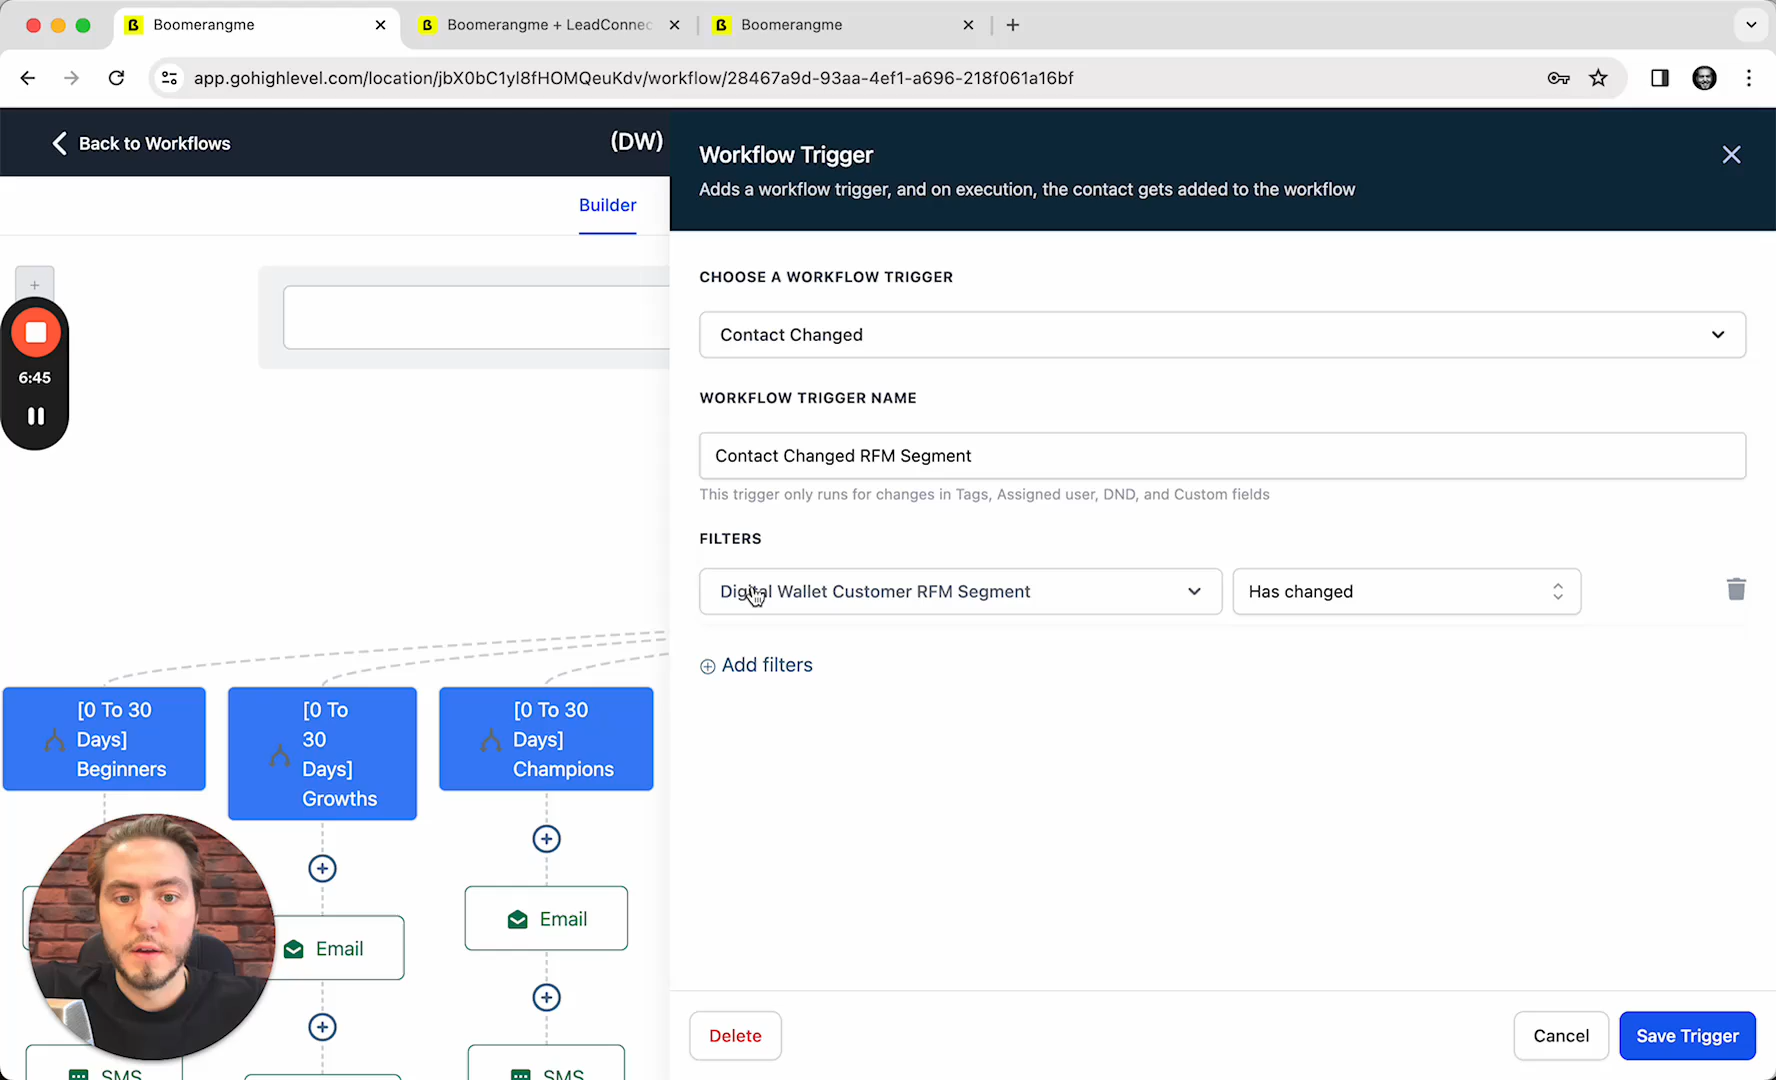 Boomerangme
Boomerangme + LeadConnec
Boomerangme
app.gohighlevel.com/location/jbX0bC1yl8fHOMQeuKdv/workflow/28467a9d-93aa-4ef1-a696-218f061a16bf
Back to Workflows
(DW)
Builder
6:45
Workflow Trigger
Adds a workflow trigger, and on execution, the contact gets added to the workflow
CHOOSE A WORKFLOW TRIGGER
Contact Changed
WORKFLOW TRIGGER NAME
Contact Changed RFM Segment
This trigger only runs for changes in Tags, Assigned user, DND, and Custom fields
FILTERS
Digital Wallet Customer RFM Segment
Has changed
Add filters
[0 To 30
Days]
Beginners
[0 To
30
Days]
Growths
[0 To 30
Days]
Champions
Email
Email
SMS
SMS
Delete
Cancel
Save Trigger